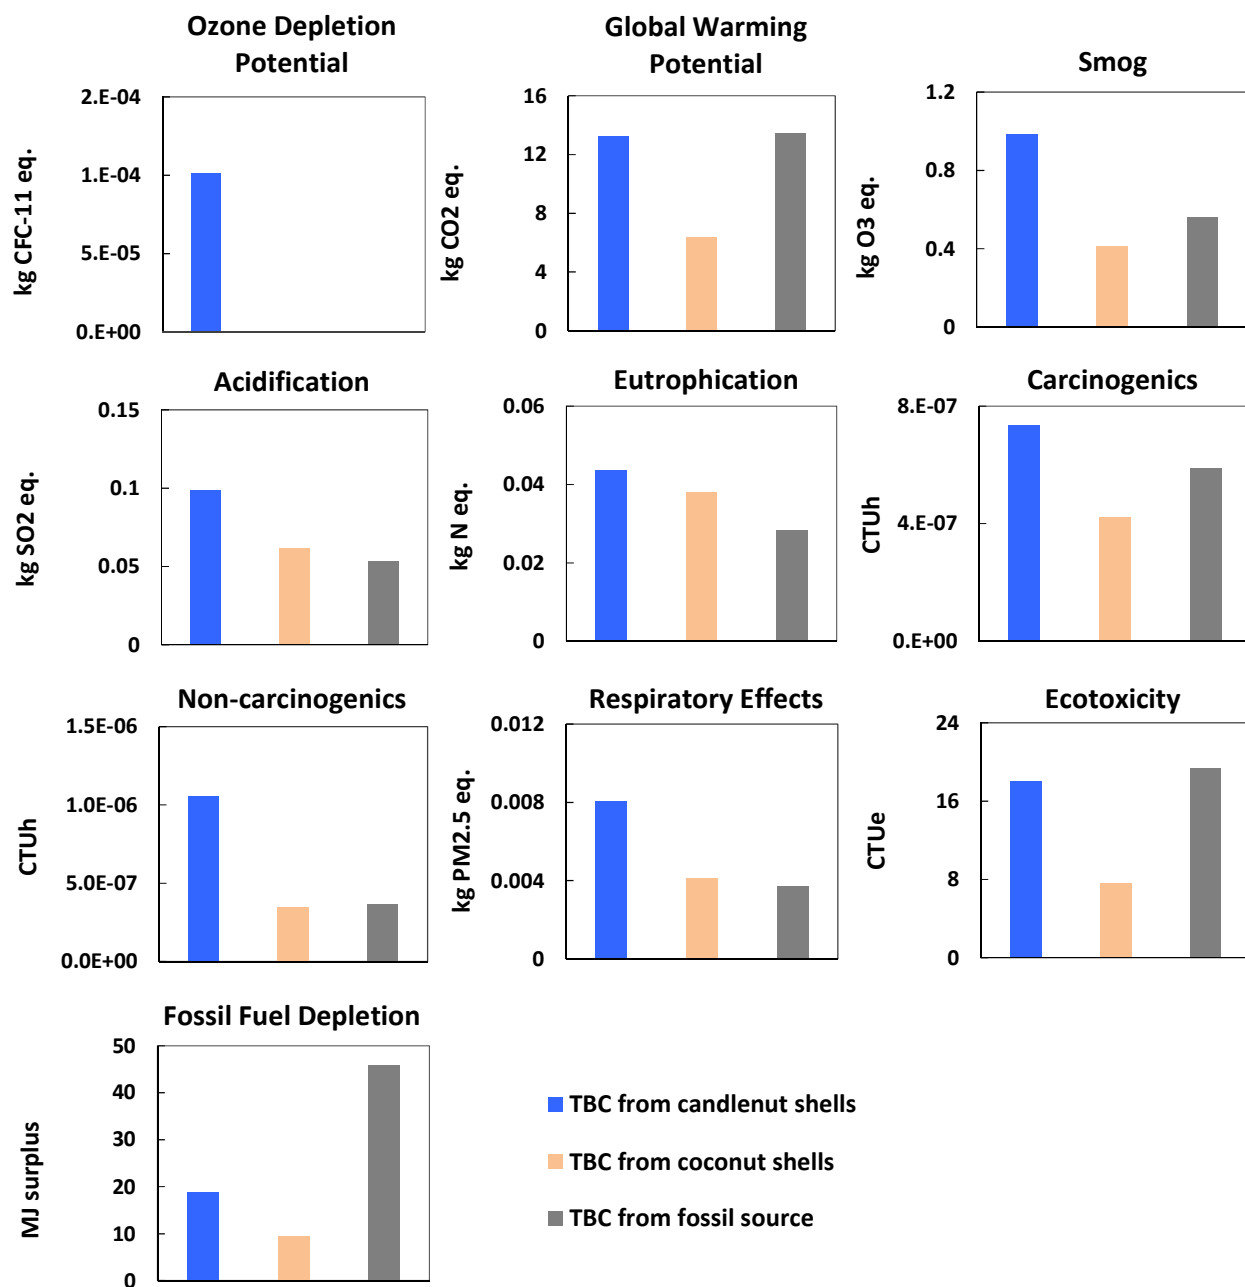 Ozone Depletion
Potential
kg CFC-11 eq.
2.E-04
1.E-04
5.E-05
0.E+00
Global Warming
Potential
kg CO2 eq.
16
12
8
4
0
Smog
kg O3 eq.
1.2
0.8
0.4
0
Acidification
kg SO2 eq.
0.15
0.1
0.05
0
Eutrophication
kg N eq.
0.06
0.04
0.02
0
Carcinogenics
CTUh
8.E-07
4.E-07
0.E+00
Non-carcinogenics
CTUh
1.5E-06
1.0E-06
5.0E-07
0.0E+00
Respiratory Effects
kg PM2.5 eq.
0.012
0.008
0.004
0
Ecotoxicity
CTUe
24
16
8
0
Fossil Fuel Depletion
MJ surplus
50
40
30
20
10
0
TBC from candlenut shells
TBC from coconut shells
TBC from fossil source